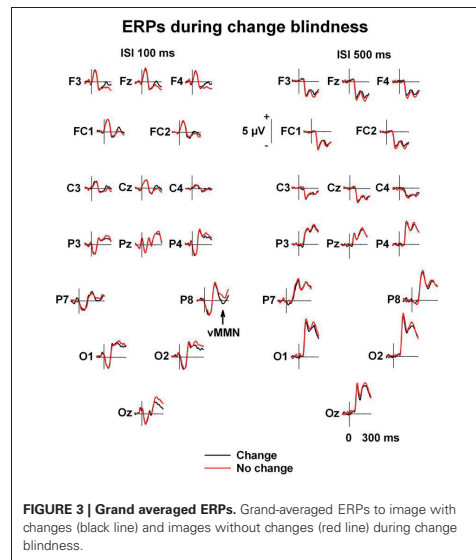 ERPs during change blindness
ISI 100 ms ISI 500 ms
F3 Fz F4 F3 Fz F4
FC1 FC2 + 5 µV - FC1 FC2
C3 Cz C4 C3 Cz C4
P3 Pz P4 P3 Pz P4
P7 P8 P7 P8
vMMN
O1 O2 O1 O2
Oz Oz
0 300 ms
Change
No change
FIGURE 3 | Grand averaged ERPs. Grand-averaged ERPs to image with
changes (black line) and images without changes (red line) during change
blindness.